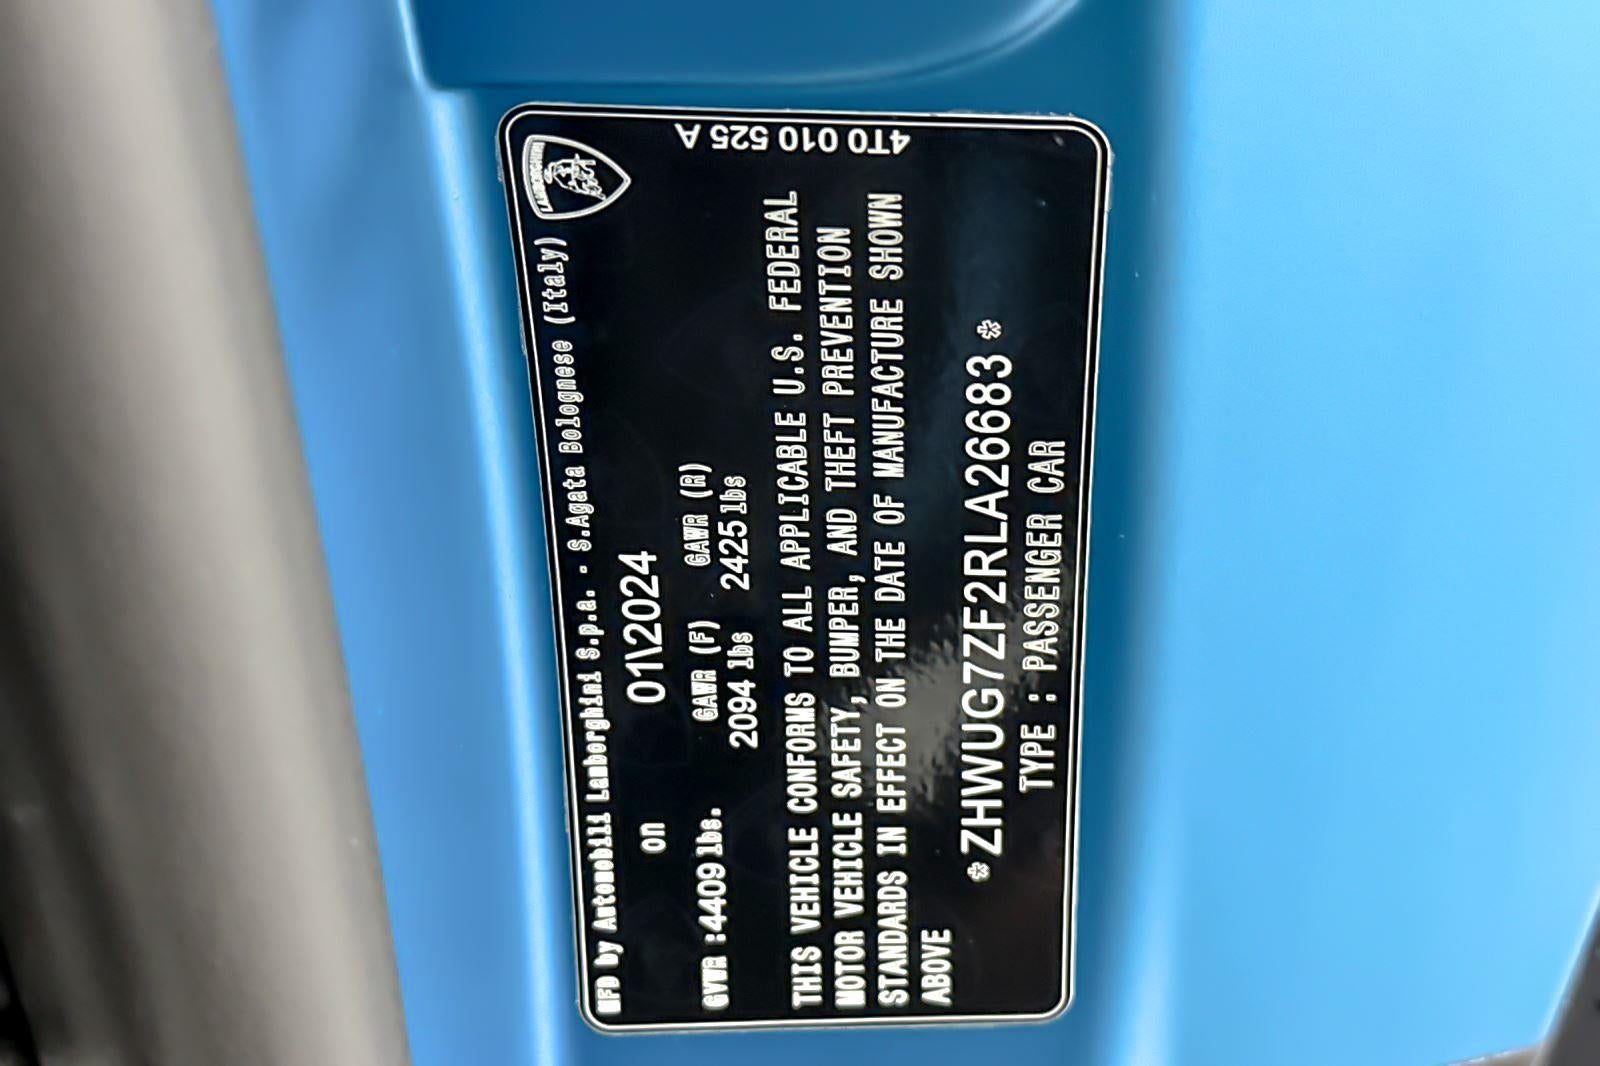 LAMBORGHINI
4T0 010 525 A
MFD by Automobili Lamborghini S.p.a. - S.Agata Bolognese (Italy)
on 01\2024
GAWR (F) GAWR (R)
GVWR :4409 lbs. 2094 lbs 2425 lbs
THIS VEHICLE CONFORMS TO ALL APPLICABLE U.S. FEDERAL
MOTOR VEHICLE SAFETY, BUMPER, AND THEFT PREVENTION
STANDARDS IN EFFECT ON THE DATE OF MANUFACTURE SHOWN
ABOVE
*ZHWUG7ZF2RLA26683*
TYPE : PASSENGER CAR